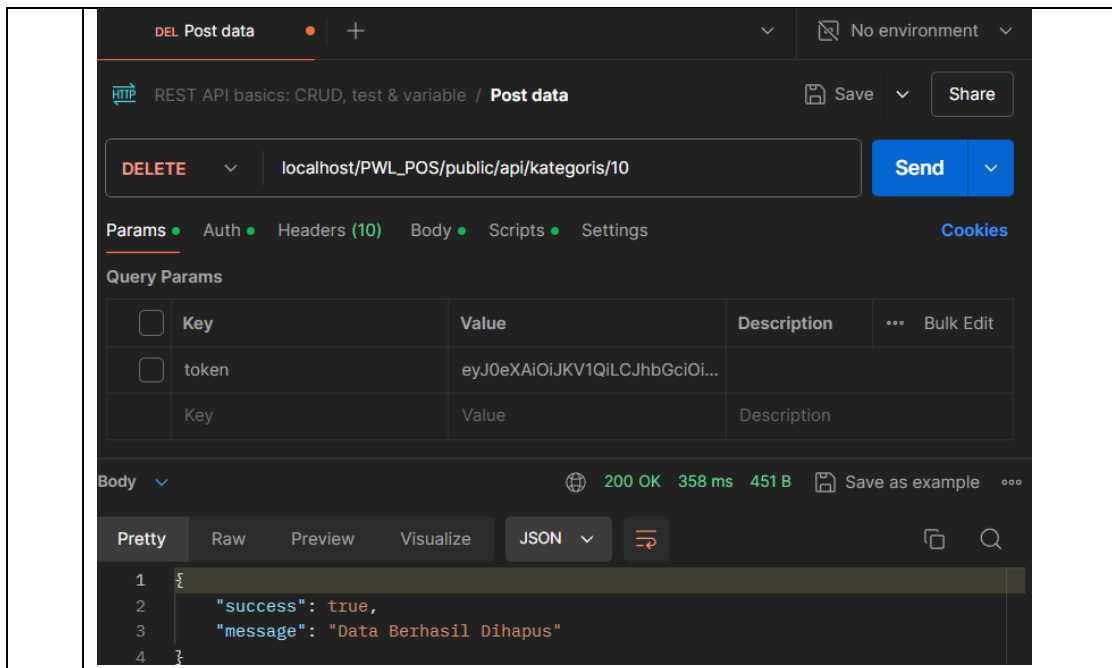 DEL Post data
No environment
HTTP REST API basics: CRUD, test & variable / Post data Save Share
DELETE localhost/PWL_POS/public/api/kategoris/10 Send
Params Auth Headers (10) Body Scripts Settings Cookies
Query Params
Key Value Description ••• Bulk Edit
token eyJ0eXAiOiJKV1QiLCJhbGciOi...
Key Value Description
Body 200 OK 358 ms 451 B Save as example
Pretty Raw Preview Visualize JSON
1 {
2 "success": true,
3 "message": "Data Berhasil Dihapus"
4 }